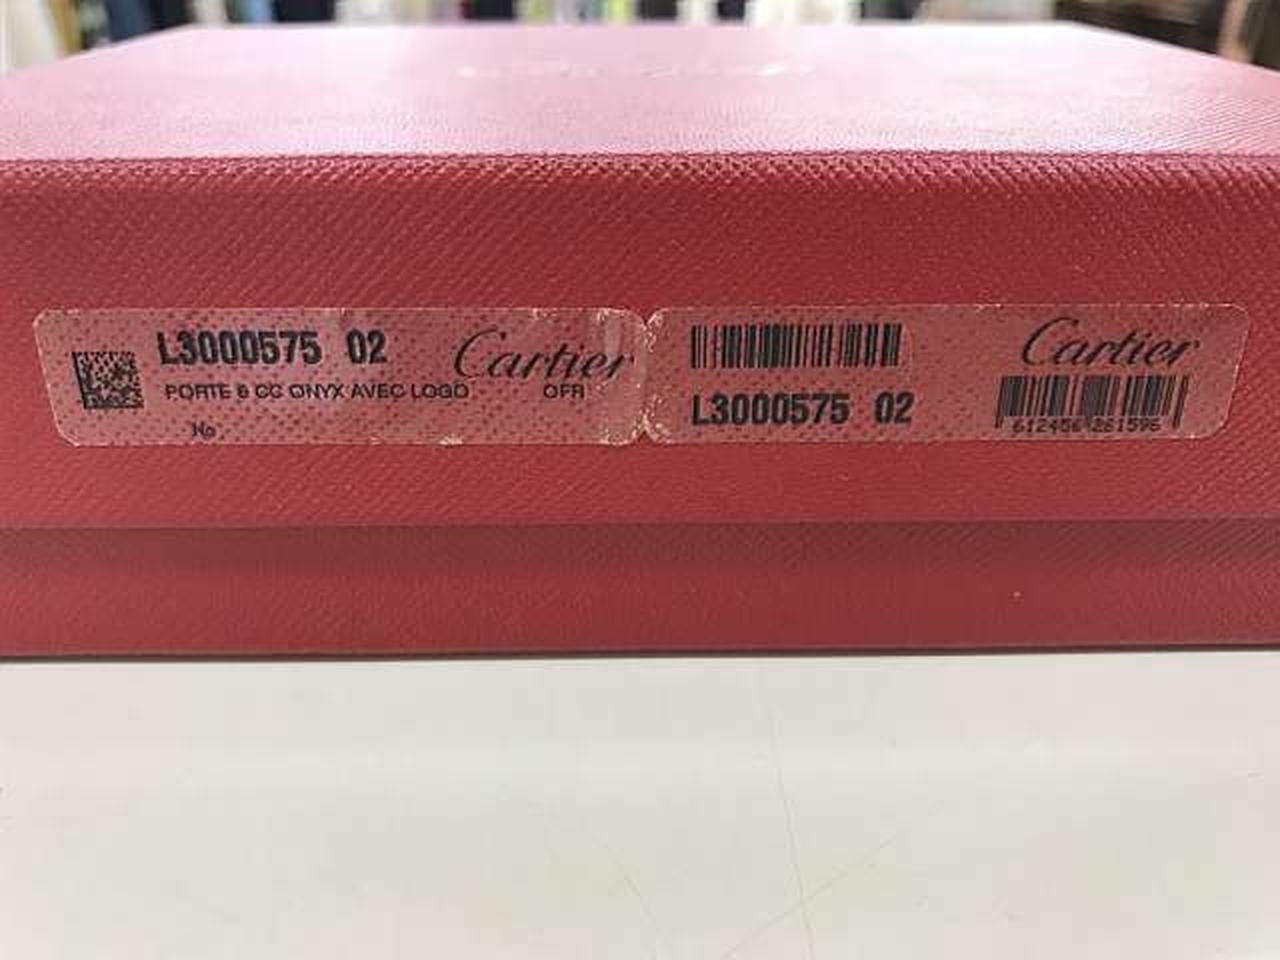 L3000575 02
Cartier
PORTE 6 CC ONYX AVEC LOGO OFR
No
L3000575 02
Cartier
612456 261596